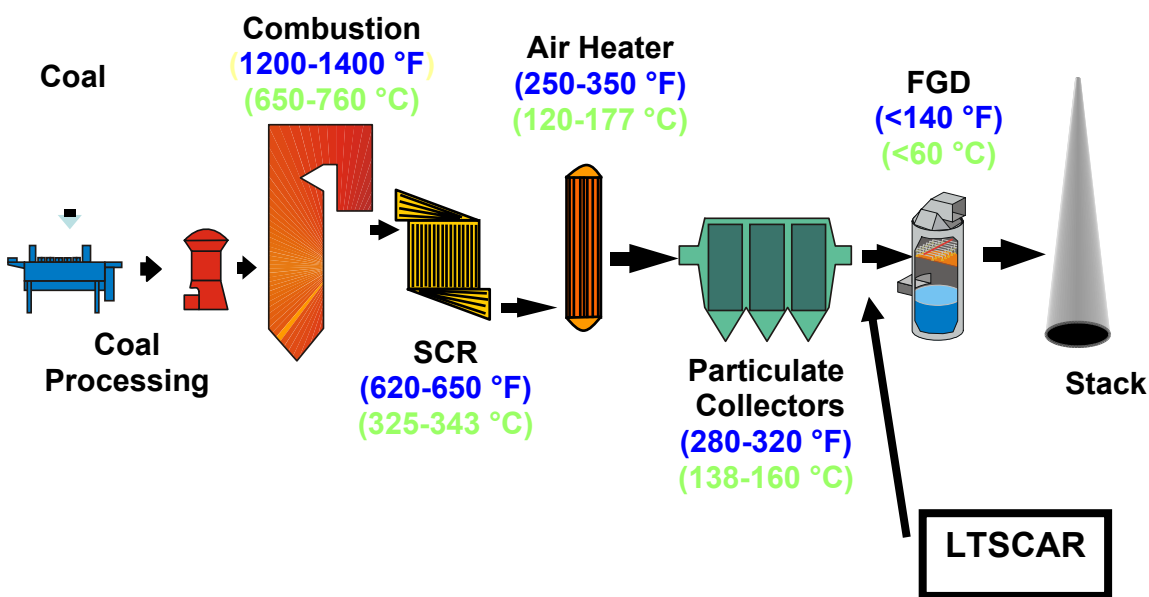 Coal
Combustion
(1200-1400 °F)
(650-760 °C)
Air Heater
(250-350 °F)
(120-177 °C)
FGD
(<140 °F)
(<60 °C)
Coal
Processing
SCR
(620-650 °F)
(325-343 °C)
Particulate
Collectors
(280-320 °F)
(138-160 °C)
Stack
LTSCAR